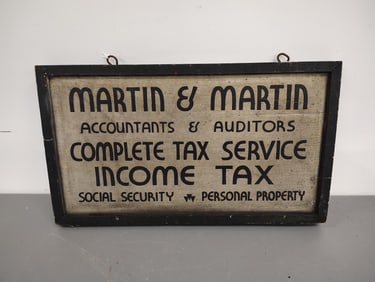 MARTIN & MARTIN
ACCOUNTANTS & AUDITORS
COMPLETE TAX SERVICE
INCOME TAX
SOCIAL SECURITY PERSONAL PROPERTY